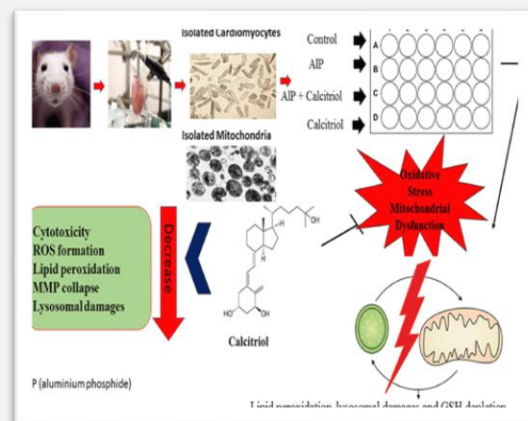 Isolated Cardiomyocytes
Control
AlP
AlP + Calcitriol
Calcitriol
A
B
C
D
Isolated Mitochondria
Oxidative
Stress
Mitochondrial
Dysfunction
Cytotoxicity
ROS formation
Lipid peroxidation
MMP collapse
Lysosomal damages
Decrease
OH
HO
OH
Calcitriol
P (aluminium phosphide)
Lipid peroxidation, lysosomal damages and GSH depletion